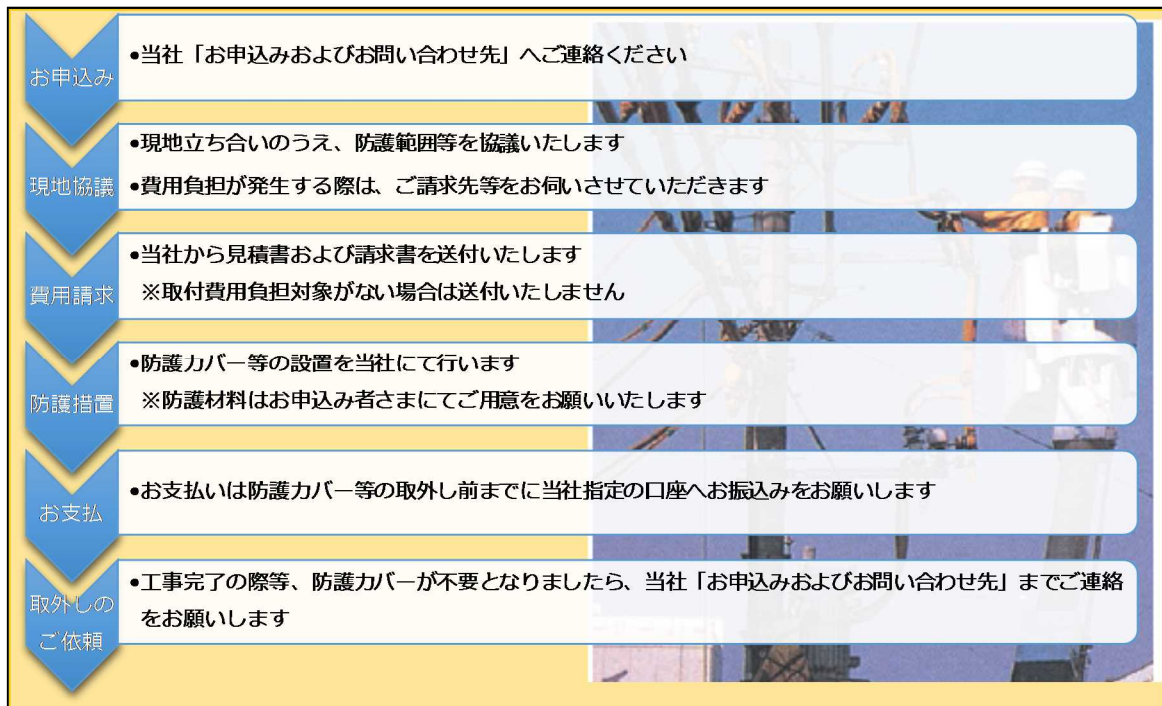 お申込み
•当社「お申込みおよびお問い合わせ先」へご連絡ください
現地協議
•現地立ち合いのうえ、防護範囲等を協議いたします
•費用負担が発生する際は、ご請求先等をお伺いさせていただきます
費用請求
•当社から見積書および請求書を送付いたします
※取付費用負担対象がない場合は送付いたしません
防護措置
•防護カバー等の設置を当社にて行います
※防護材料はお申込み者さまにてご用意をお願いいたします
お支払
•お支払いは防護カバー等の取外し前までに当社指定の口座へお振込みをお願いします
取外しの
ご依頼
•工事完了の際等、防護カバーが不要となりましたら、当社「お申込みおよびお問い合わせ先」までご連絡
をお願いします